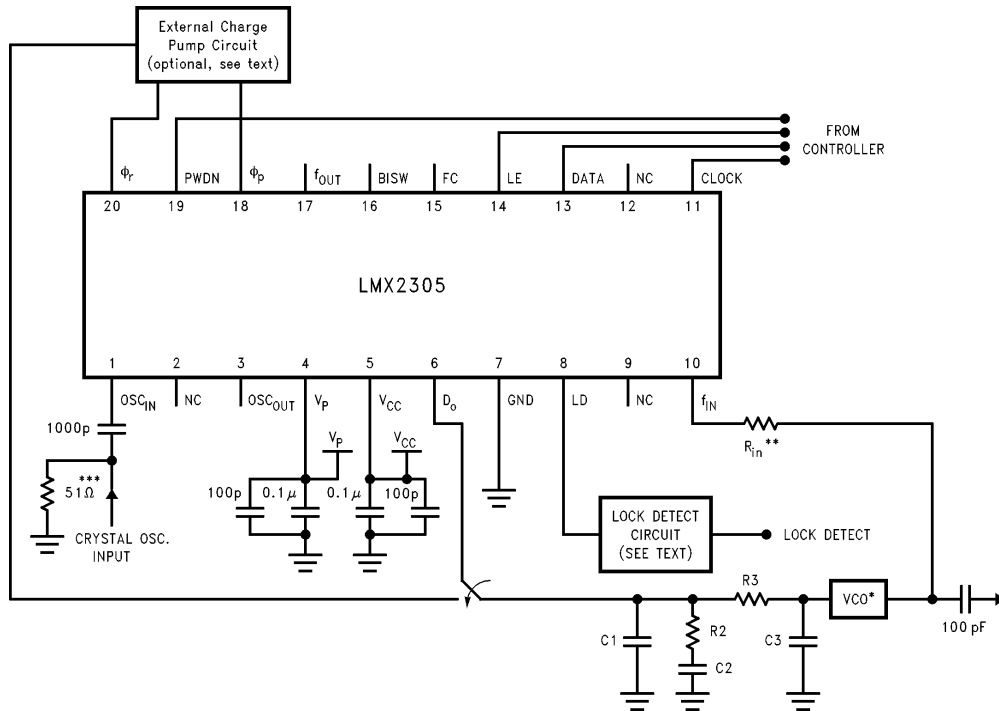 External Charge
Pump Circuit
(optional, see text)
FROM
CONTROLLER
ϕr PWDN ϕp fOUT BISW FC LE DATA NC CLOCK
20 19 18 17 16 15 14 13 12 11
LMX2305
1 2 3 4 5 6 7 8 9 10
OSCIN NC OSCOUT VP VCC Do GND LD NC fIN
1000p
VP
VCC
Rin**
51Ω***
100p 0.1μ 0.1μ 100p
CRYSTAL OSC.
INPUT
LOCK DETECT
CIRCUIT
(SEE TEXT)
LOCK DETECT
R3
VCO*
100 pF
C1
R2
C2
C3